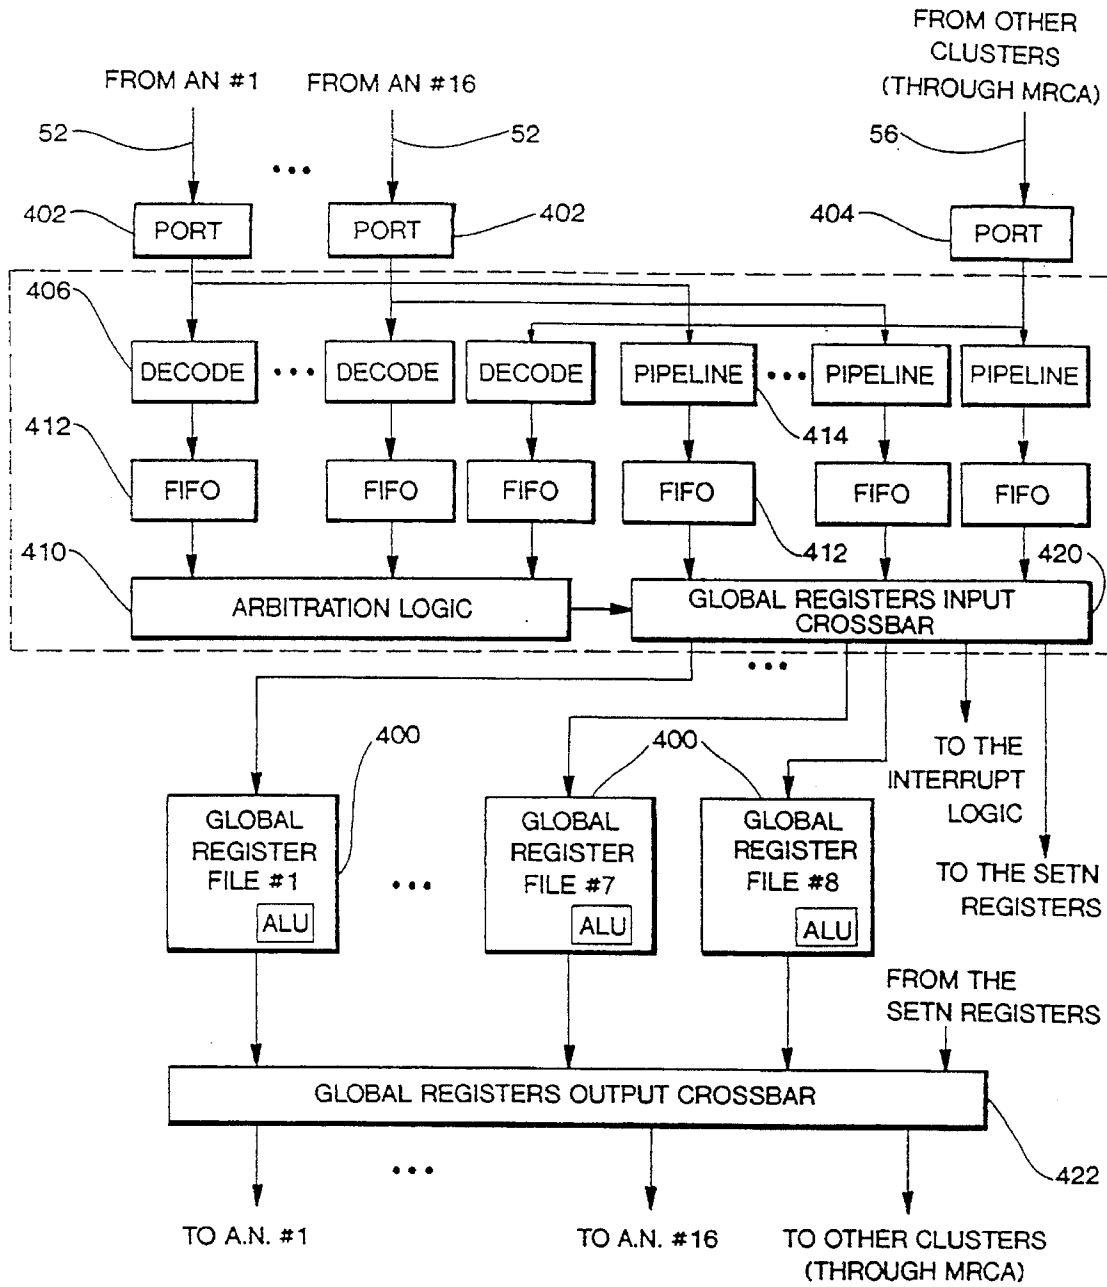 FROM OTHER
CLUSTERS
(THROUGH MRCA)
FROM AN #1
FROM AN #16
52
52
56
402
PORT
PORT
402
404
PORT
406
DECODE
DECODE
DECODE
PIPELINE
PIPELINE
PIPELINE
414
412
FIFO
FIFO
FIFO
FIFO
FIFO
FIFO
412
410
420
ARBITRATION LOGIC
GLOBAL REGISTERS INPUT
CROSSBAR
400
400
TO THE
INTERRUPT
LOGIC
GLOBAL
REGISTER
FILE #1
ALU
GLOBAL
REGISTER
FILE #7
ALU
GLOBAL
REGISTER
FILE #8
ALU
TO THE SETN
REGISTERS
FROM THE
SETN REGISTERS
GLOBAL REGISTERS OUTPUT CROSSBAR
422
TO A.N. #1
TO A.N. #16
TO OTHER CLUSTERS
(THROUGH MRCA)